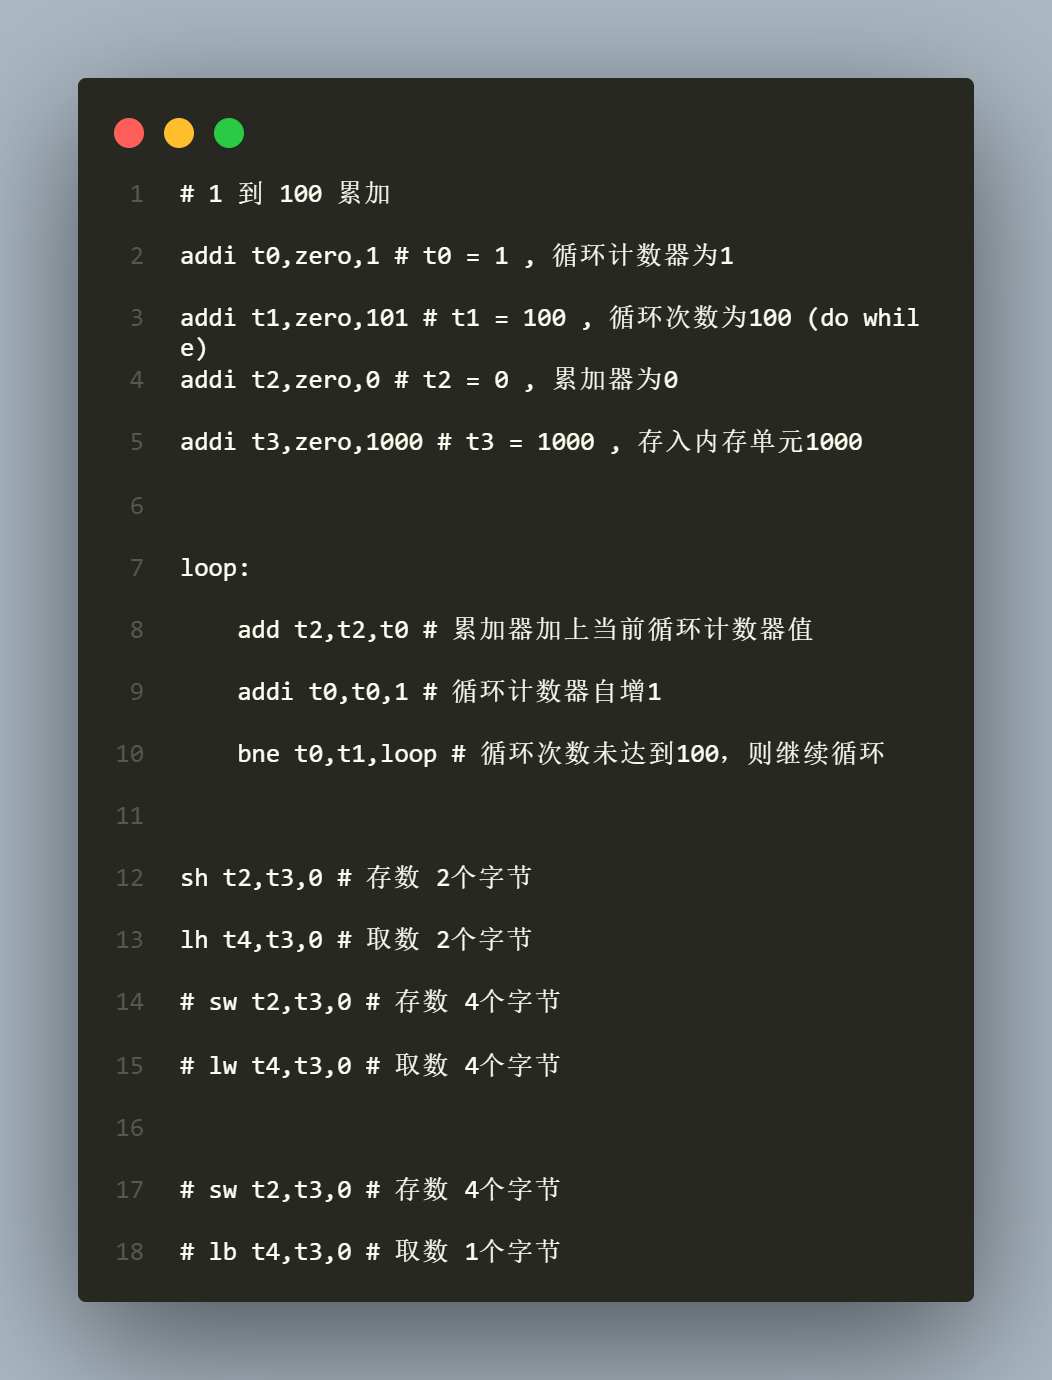 1 # 1 到 100 累加
2 addi t0,zero,1 # t0 = 1 , 循环计数器为1
3 addi t1,zero,101 # t1 = 100 , 循环次数为100 (do whil
e)
4 addi t2,zero,0 # t2 = 0 , 累加器为0
5 addi t3,zero,1000 # t3 = 1000 , 存入内存单元1000
6
7 loop:
8     add t2,t2,t0 # 累加器加上当前循环计数器值
9     addi t0,t0,1 # 循环计数器自增1
10     bne t0,t1,loop # 循环次数未达到100，则继续循环
11
12 sh t2,t3,0 # 存数 2个字节
13 lh t4,t3,0 # 取数 2个字节
14 # sw t2,t3,0 # 存数 4个字节
15 # lw t4,t3,0 # 取数 4个字节
16
17 # sw t2,t3,0 # 存数 4个字节
18 # lb t4,t3,0 # 取数 1个字节